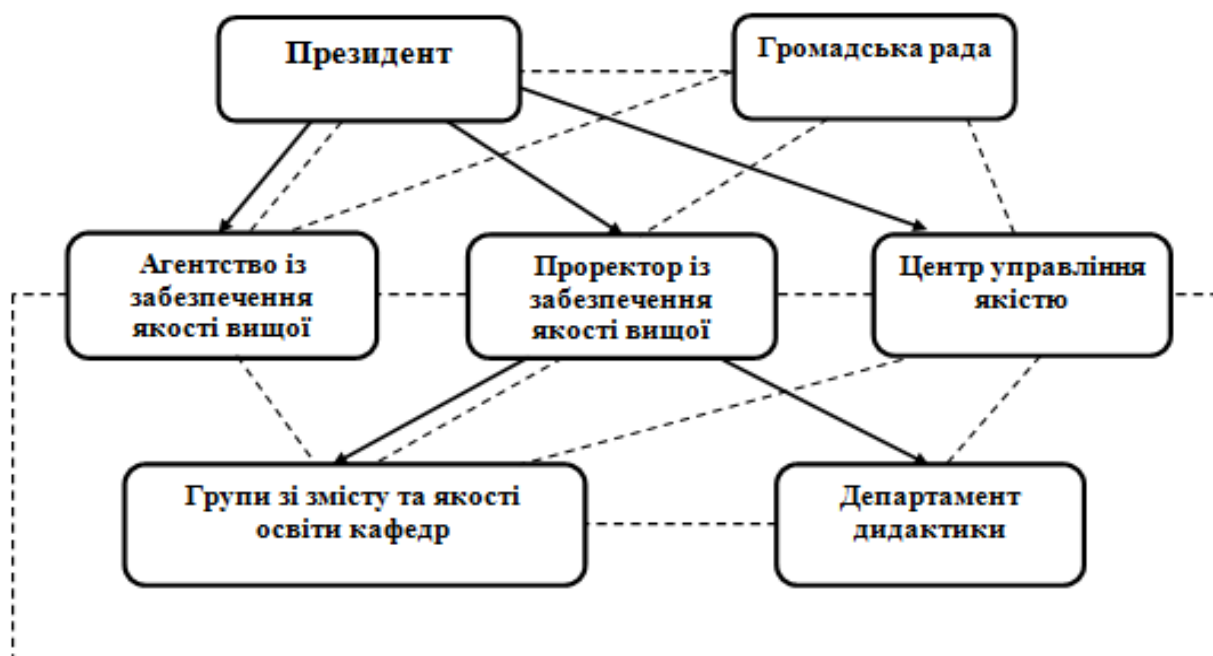 Президент
Громадська рада
Агентство із
забезпечення
якості вищої
Проректор із
забезпечення
якості вищої
Центр управління
якістю
Групи зі змісту та якості
освіти кафедр
Департамент
дидактики